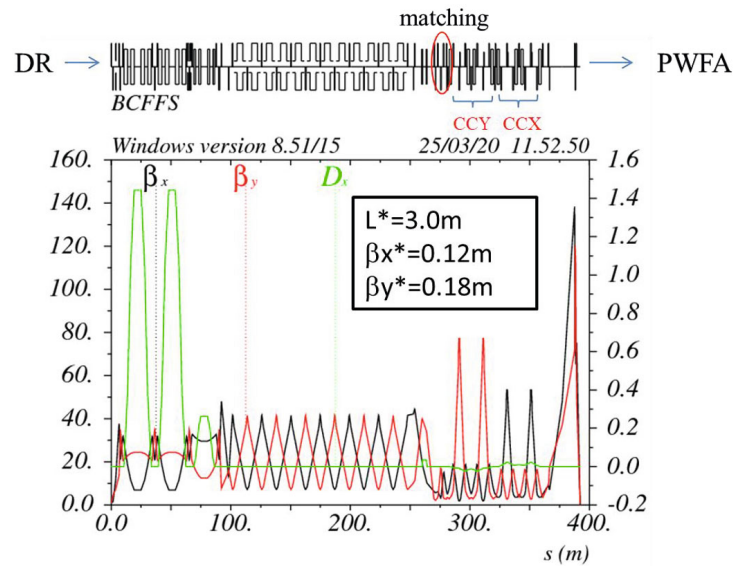 matching
DR
PWFA
BCFFS
CCY CCX
Windows version 8.51/15 25/03/20 11.52.50
160. 1.6
βx βy Dx
140. 1.4
L*=3.0m
120. 1.2
βx*=0.12m
100. 1.0
βy*=0.18m
80. 0.8
0.6
60. 0.4
40. 0.2
20. 0.0
0.0 -0.2
0.0 100. 200. 300. 400.
s (m)